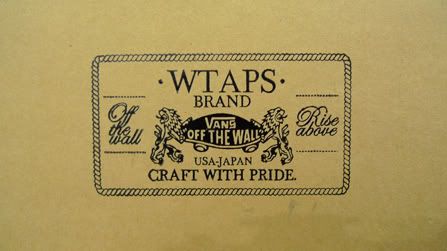 ·WTAPS·
BRAND
Off
the
Wall
VANS
OFF THE WALL
Rise
above
USA-JAPAN
CRAFT WITH PRIDE.